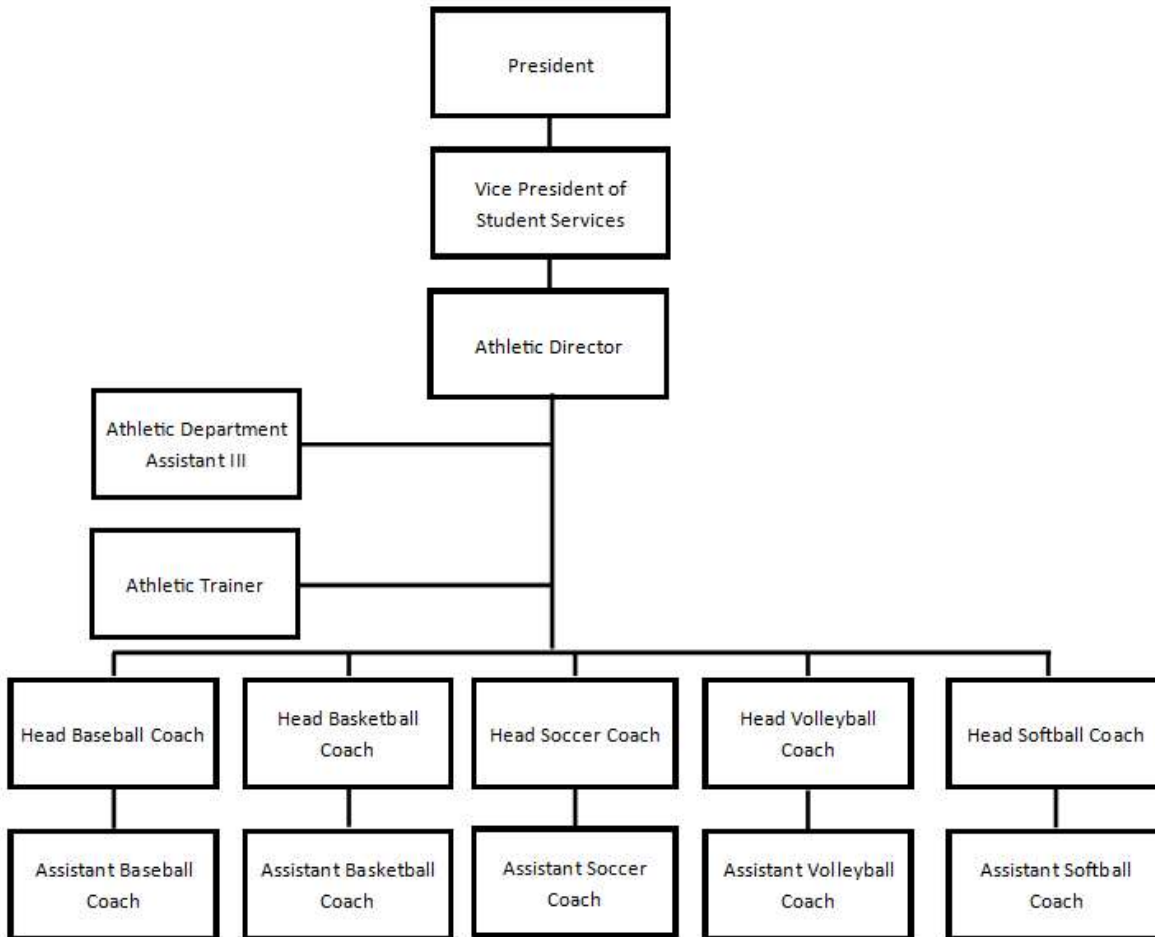 President
Vice President of
Student Services
Athletic Director
Athletic Department
Assistant III
Athletic Trainer
Head Baseball Coach
Head Basketball
Coach
Head Soccer Coach
Head Volleyball
Coach
Head Softball Coach
Assistant Baseball
Coach
Assistant Basketball
Coach
Assistant Soccer
Coach
Assistant Volleyball
Coach
Assistant Softball
Coach